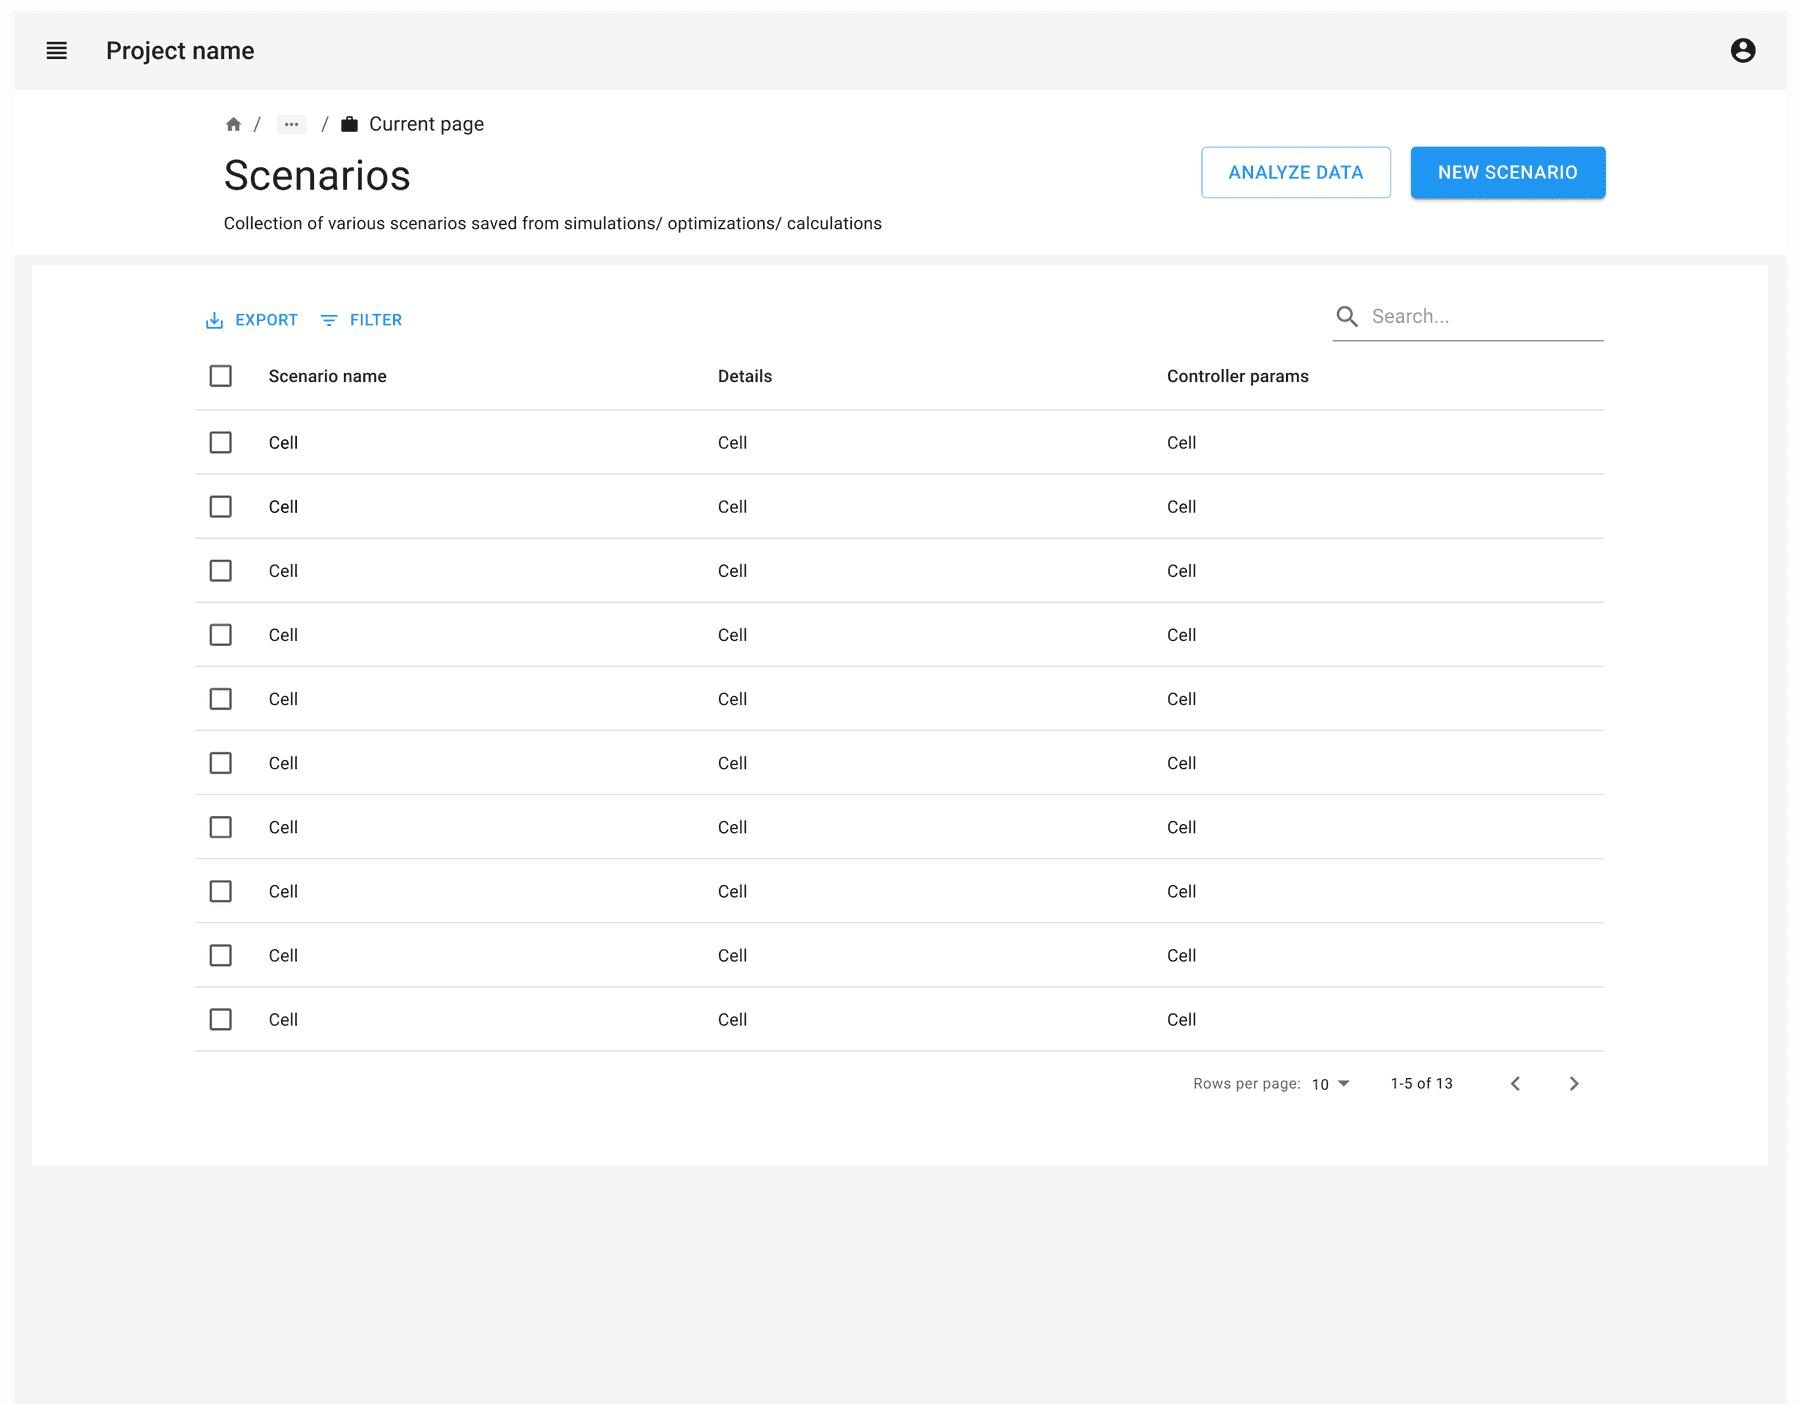 Project name
/ ... / Current page
Scenarios
ANALYZE DATA NEW SCENARIO
Collection of various scenarios saved from simulations/ optimizations/ calculations
EXPORT FILTER Search...
Scenario name Details Controller params
Cell Cell Cell
Cell Cell Cell
Cell Cell Cell
Cell Cell Cell
Cell Cell Cell
Cell Cell Cell
Cell Cell Cell
Cell Cell Cell
Cell Cell Cell
Cell Cell Cell
Rows per page: 10 1-5 of 13